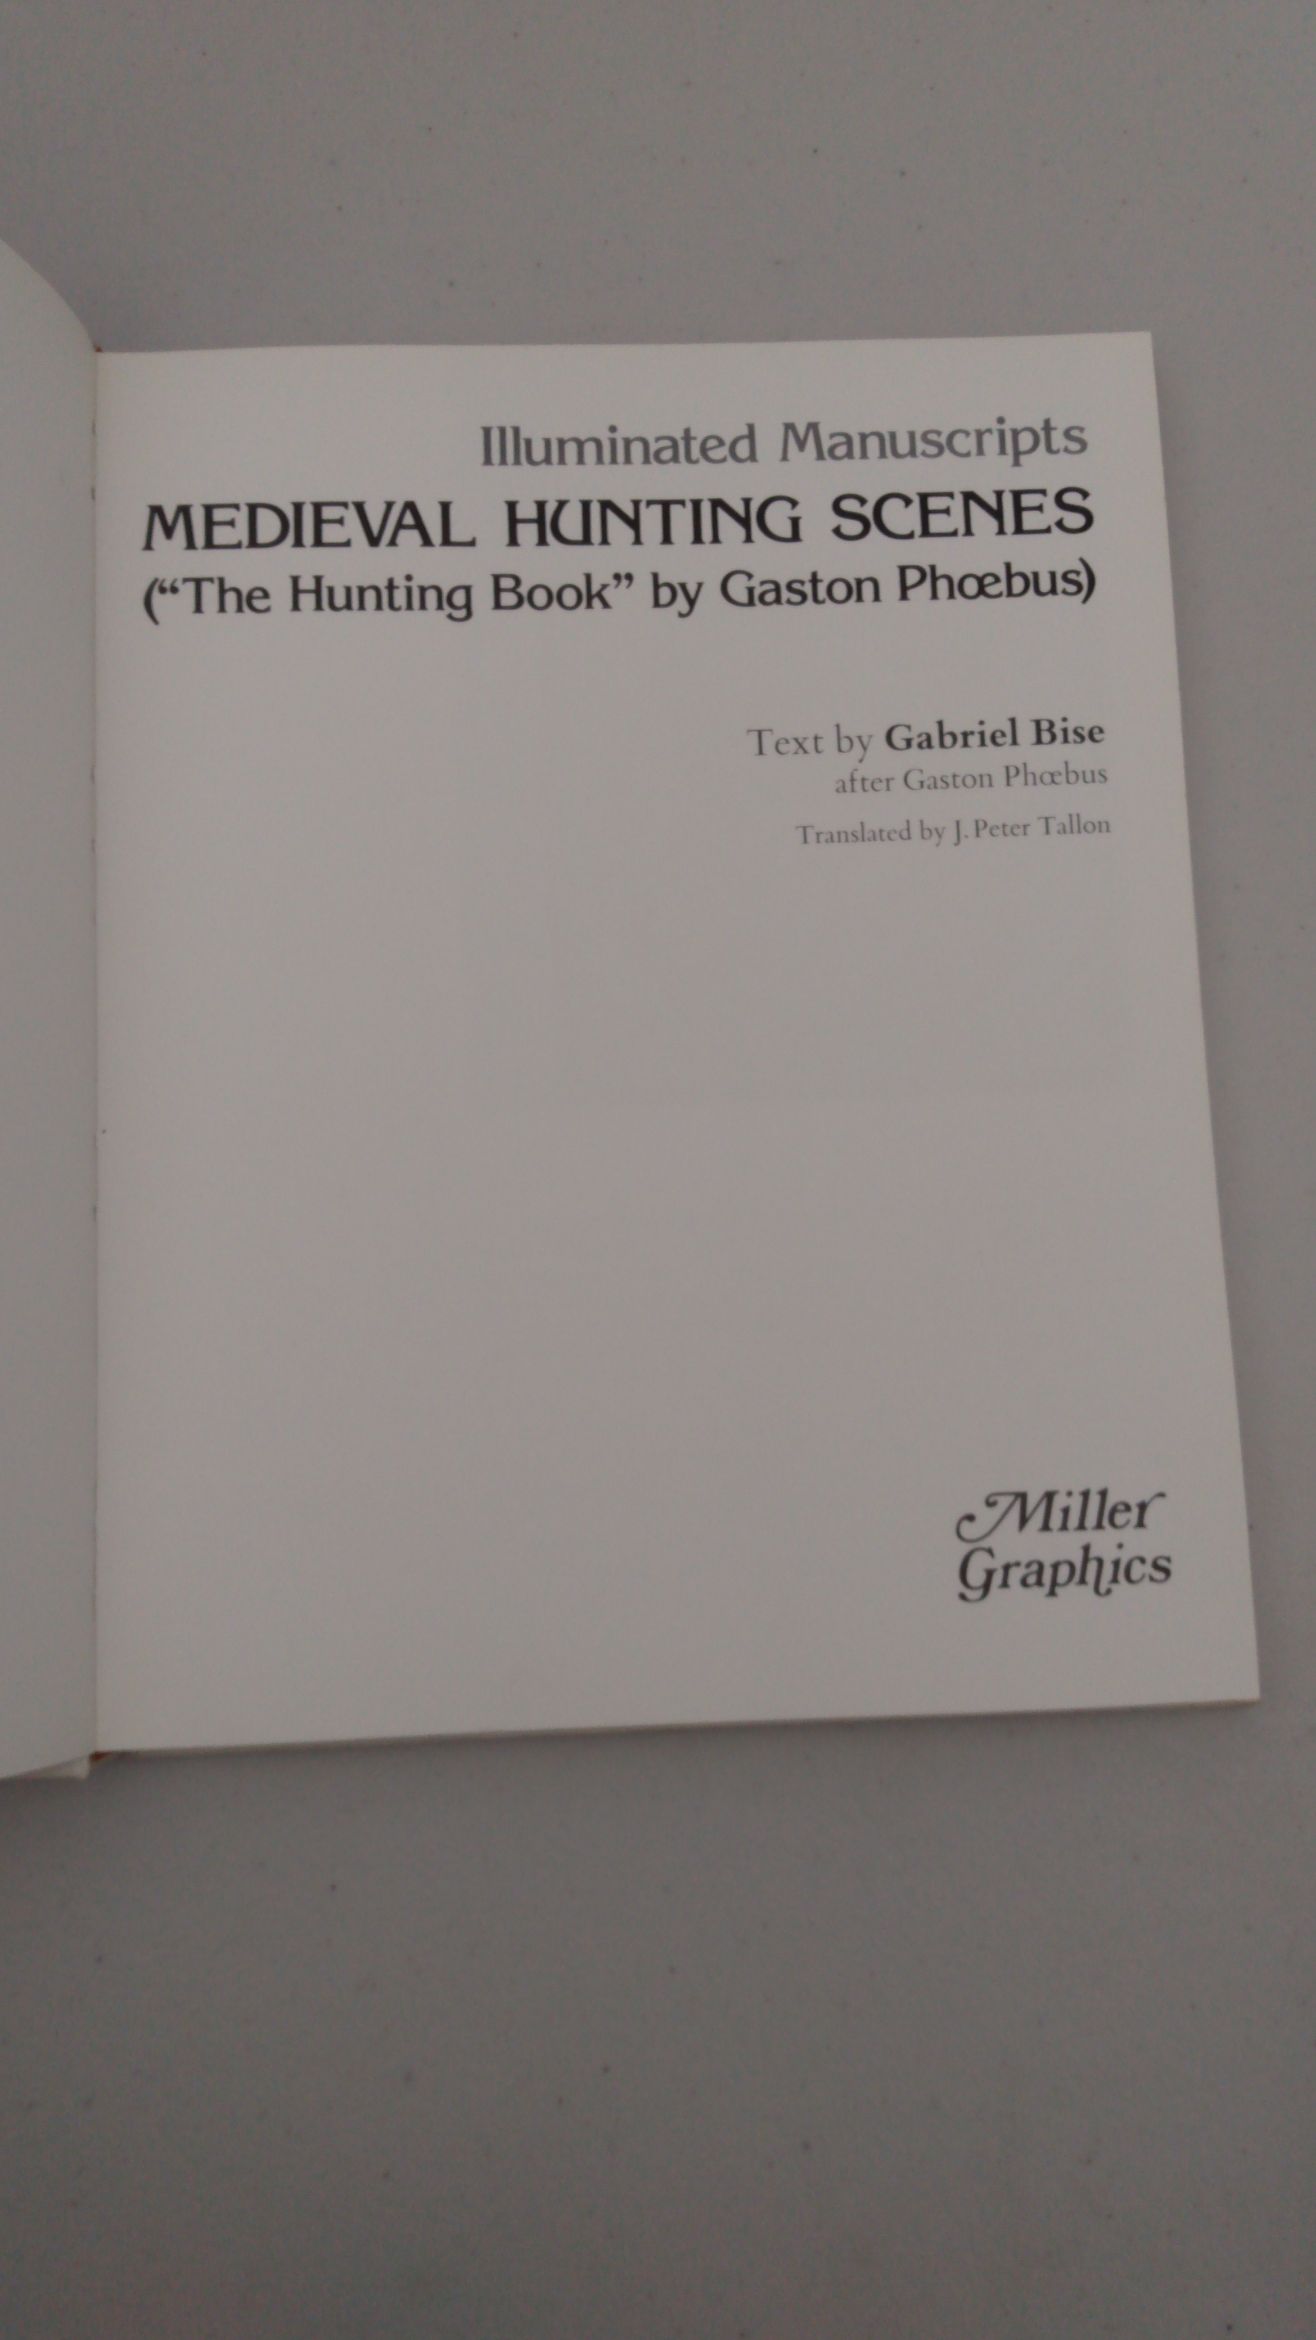 Illuminated Manuscripts
MEDIEVAL HUNTING SCENES
(“The Hunting Book” by Gaston Phœbus)
Text by Gabriel Bise
after Gaston Phœbus
Translated by J. Peter Tallon
Miller
Graphics